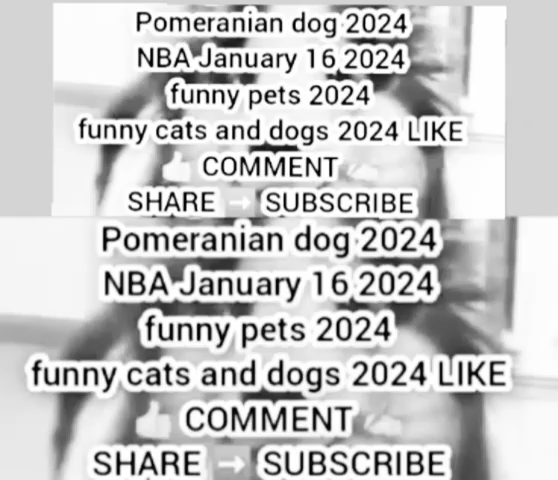 Pomeranian dog 2024
NBA January 16 2024
funny pets 2024
funny cats and dogs 2024 LIKE
👍 COMMENT ✍
SHARE ➡ SUBSCRIBE
Pomeranian dog 2024
NBA January 16 2024
funny pets 2024
funny cats and dogs 2024 LIKE
👍 COMMENT ✍
SHARE ➡ SUBSCRIBE